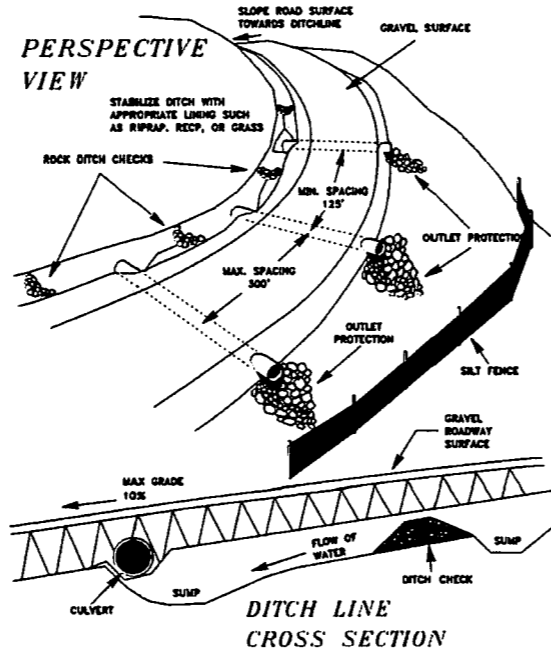 PERSPECTIVE
VIEW
SLOPE ROAD SURFACE
TOWARDS DITCHLINE
GRAVEL SURFACE
STABILIZE DITCH WITH
APPROPRIATE LINING SUCH
AS RIPRAP, RECP, OR GRASS
ROCK DITCH CHECKS
MIN. SPACING
125'
OUTLET PROTECTION
MAX. SPACING
300'
OUTLET
PROTECTION
SILT FENCE
GRAVEL
ROADWAY
SURFACE
MAX GRADE
10%
FLOW OF
WATER
SUMP
DITCH CHECK
SUMP
CULVERT
DITCH LINE
CROSS SECTION